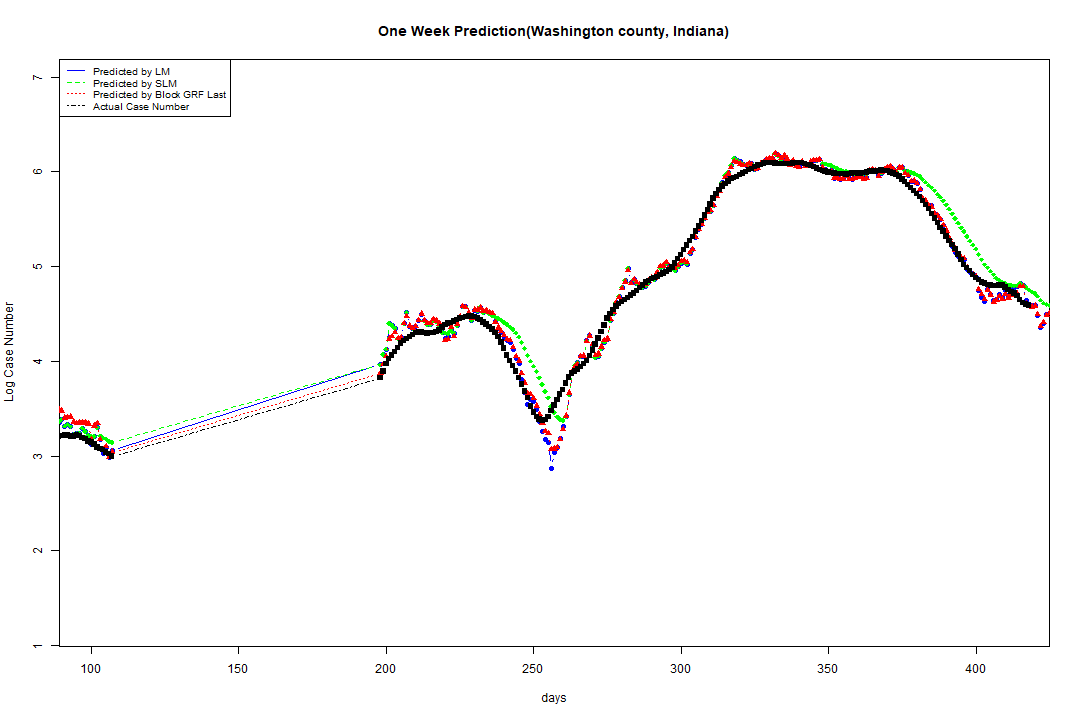 One Week Prediction(Washington county, Indiana)
Predicted by LM
Predicted by SLM
Predicted by Block GRF Last
Actual Case Number
7
6
5
4
3
2
1
Log Case Number
100 150 200 250 300 350 400
days